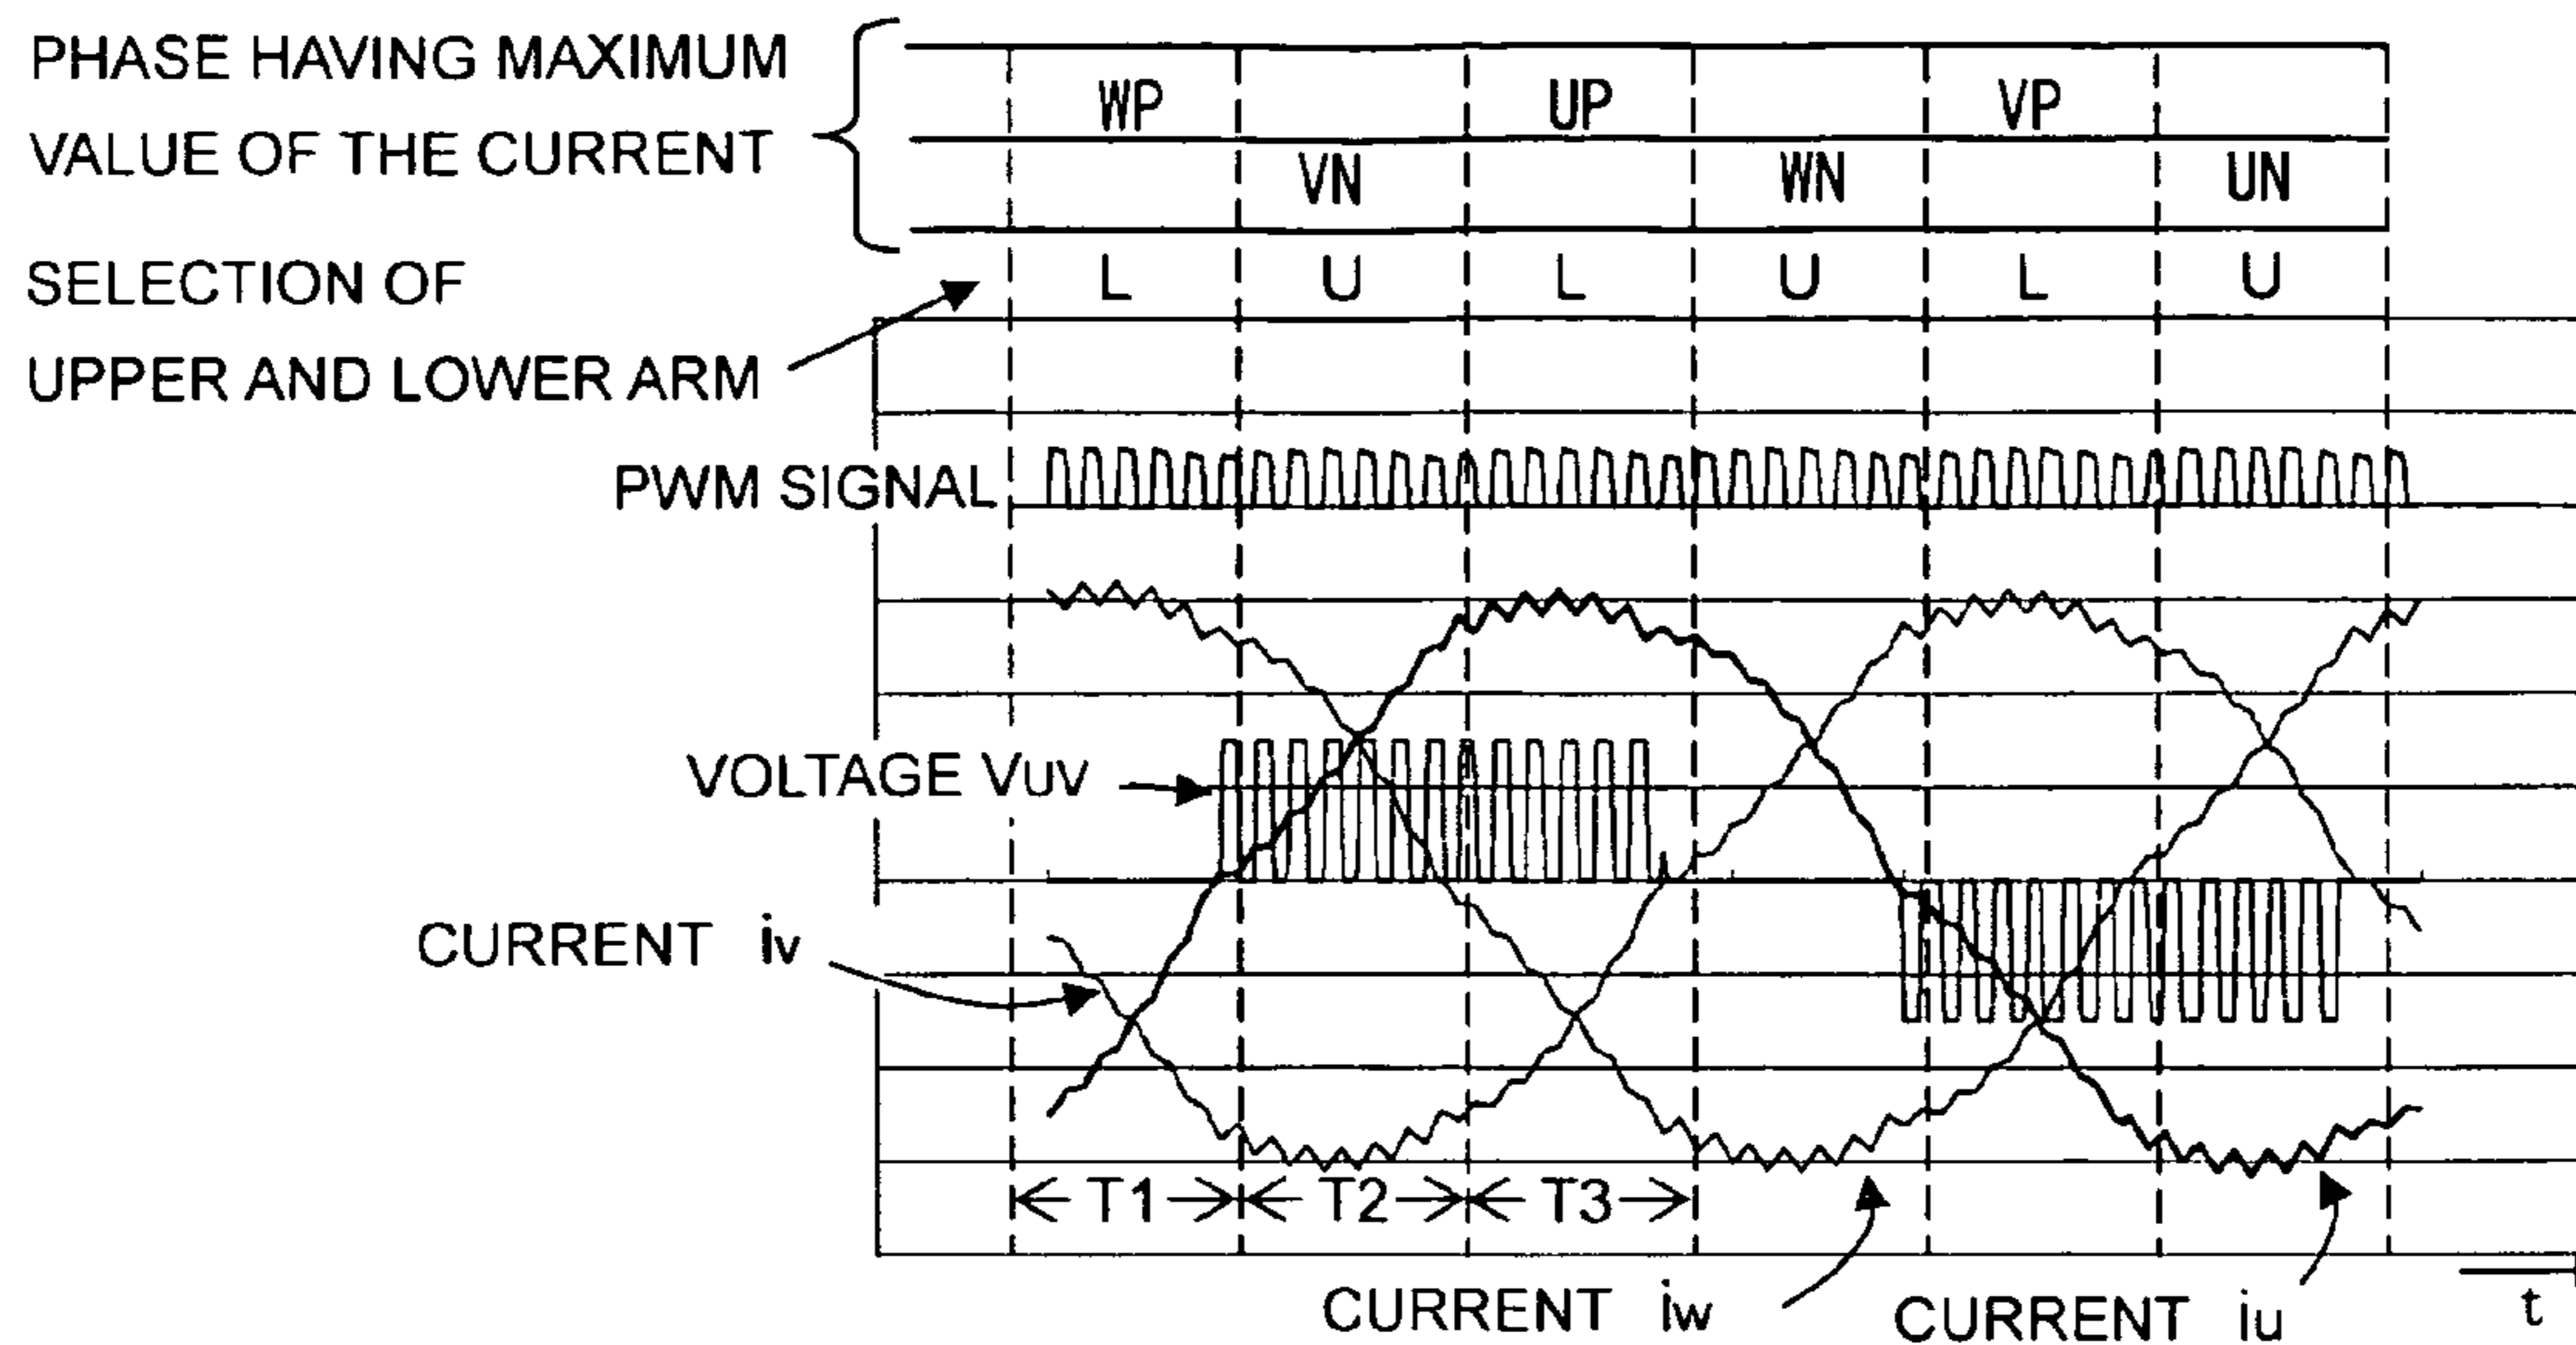 PHASE HAVING MAXIMUM
VALUE OF THE CURRENT
WP UP VP
VN WN UN
SELECTION OF
UPPER AND LOWER ARM
L U L U L U
PWM SIGNAL
VOLTAGE VUV
CURRENT iv
T1 T2 T3
CURRENT iw
CURRENT iu
t